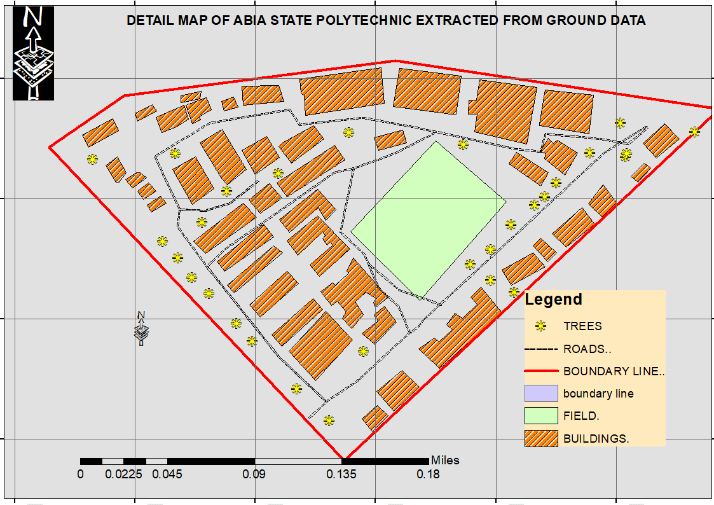 DETAIL MAP OF ABIA STATE POLYTECHNIC EXTRACTED FROM GROUND DATA
N
N
Legend
TREES
ROADS..
BOUNDARY LINE..
boundary line
FIELD.
BUILDINGS.
Miles
0 0.0225 0.045 0.09 0.135 0.18